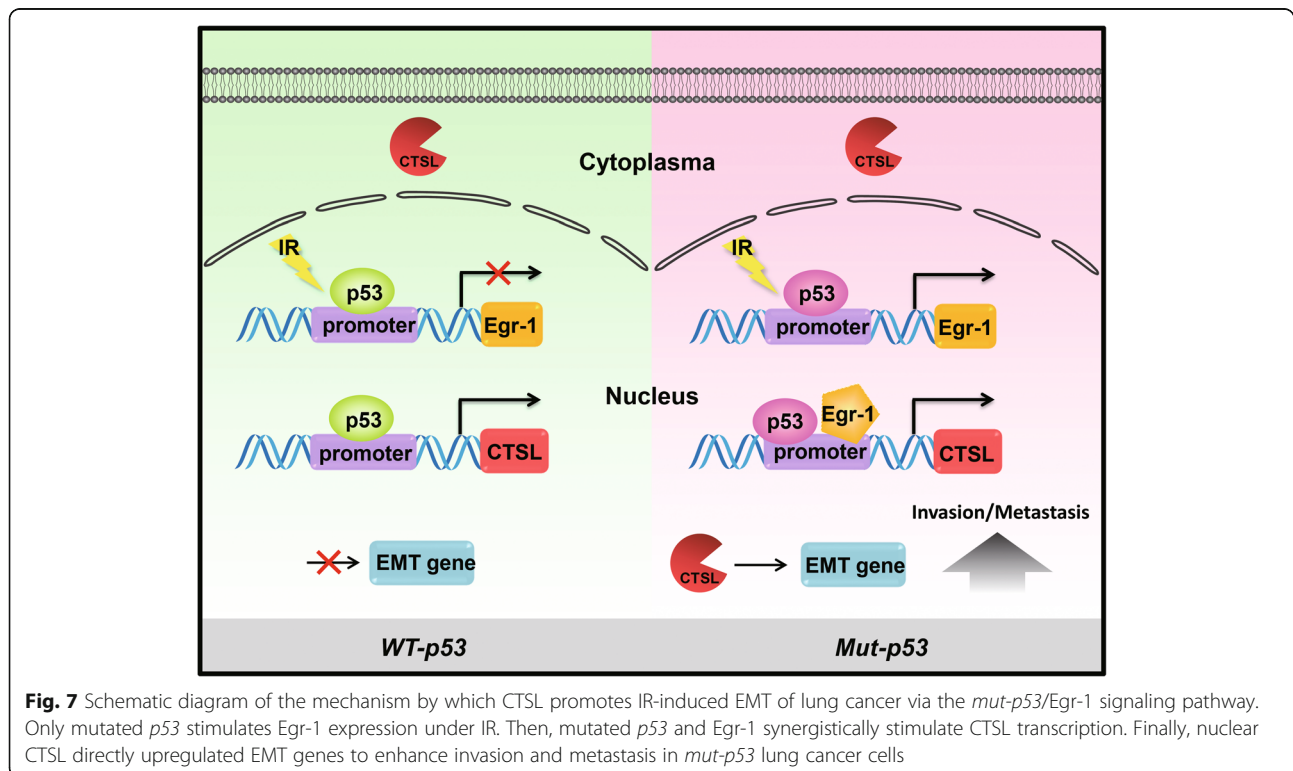 CTSL
Cytoplasma
CTSL
IR
p53
promoter
Egr-1
IR
p53
promoter
Egr-1
Nucleus
p53
promoter
CTSL
p53
Egr-1
promoter
CTSL
Invasion/Metastasis
EMT gene
CTSL
EMT gene
WT-p53
Mut-p53
Fig. 7 Schematic diagram of the mechanism by which CTSL promotes IR-induced EMT of lung cancer via the mut-p53/Egr-1 signaling pathway.
Only mutated p53 stimulates Egr-1 expression under IR. Then, mutated p53 and Egr-1 synergistically stimulate CTSL transcription. Finally, nuclear
CTSL directly upregulated EMT genes to enhance invasion and metastasis in mut-p53 lung cancer cells